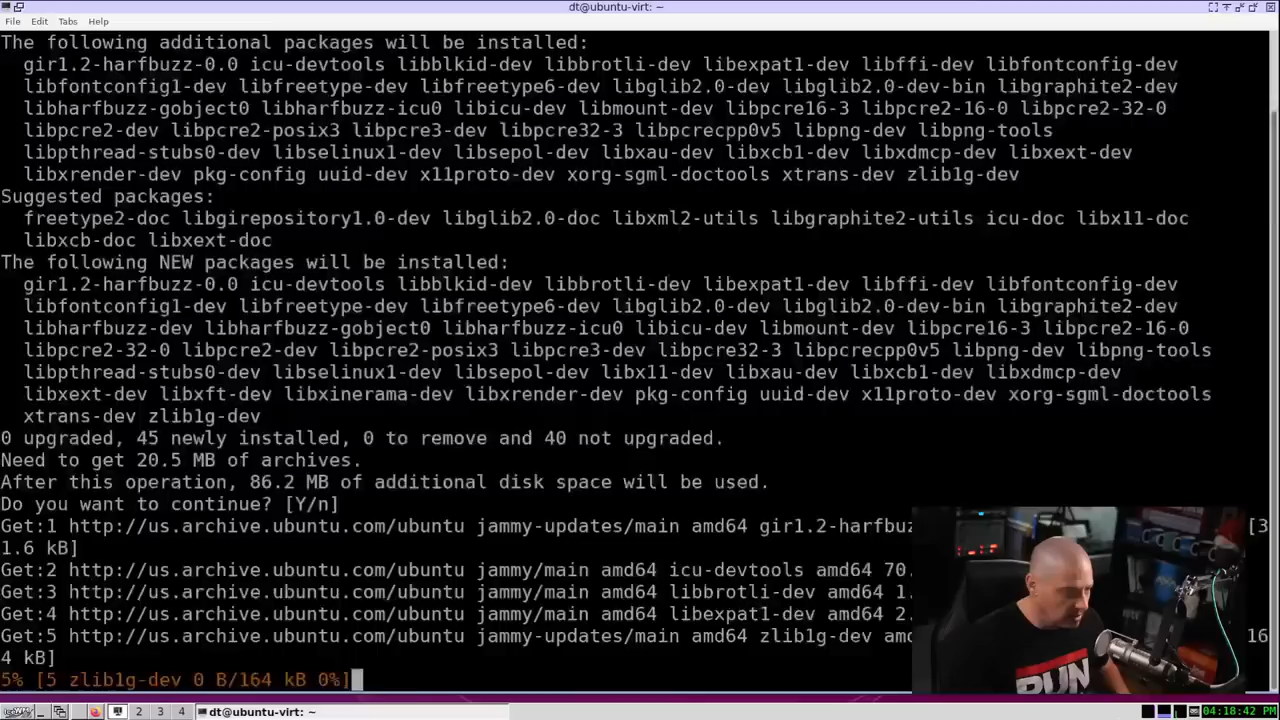 dt@ubuntu-virt: ~
File Edit Tabs Help
The following additional packages will be installed:
gir1.2-harfbuzz-0.0 icu-devtools libblkid-dev libbrotli-dev libexpat1-dev libffi-dev libfontconfig-dev
libfontconfig1-dev libfreetype-dev libfreetype6-dev libglib2.0-dev libglib2.0-dev-bin libgraphite2-dev
libharfbuzz-gobject0 libharfbuzz-icu0 libicu-dev libmount-dev libpcre16-3 libpcre2-16-0 libpcre2-32-0
libpcre2-dev libpcre2-posix3 libpcre3-dev libpcre32-3 libpcrecpp0v5 libpng-dev libpng-tools
libpthread-stubs0-dev libselinux1-dev libsepol-dev libxau-dev libxcb1-dev libxdmcp-dev libxext-dev
libxrender-dev pkg-config uuid-dev x11proto-dev xorg-sgml-doctools xtrans-dev zlib1g-dev
Suggested packages:
freetype2-doc libgirepository1.0-dev libglib2.0-doc libxml2-utils libgraphite2-utils icu-doc libx11-doc
libxcb-doc libxext-doc
The following NEW packages will be installed:
gir1.2-harfbuzz-0.0 icu-devtools libblkid-dev libbrotli-dev libexpat1-dev libffi-dev libfontconfig-dev
libfontconfig1-dev libfreetype-dev libfreetype6-dev libglib2.0-dev libglib2.0-dev-bin libgraphite2-dev
libharfbuzz-dev libharfbuzz-gobject0 libharfbuzz-icu0 libicu-dev libmount-dev libpcre16-3 libpcre2-16-0
libpcre2-32-0 libpcre2-dev libpcre2-posix3 libpcre3-dev libpcre32-3 libpcrecpp0v5 libpng-dev libpng-tools
libpthread-stubs0-dev libselinux1-dev libsepol-dev libx11-dev libxau-dev libxcb1-dev libxdmcp-dev
libxext-dev libxft-dev libxinerama-dev libxrender-dev pkg-config uuid-dev x11proto-dev xorg-sgml-doctools
xtrans-dev zlib1g-dev
0 upgraded, 45 newly installed, 0 to remove and 40 not upgraded.
Need to get 20.5 MB of archives.
After this operation, 86.2 MB of additional disk space will be used.
Do you want to continue? [Y/n]
Get:1 http://us.archive.ubuntu.com/ubuntu jammy-updates/main amd64 gir1.2-harfbuz [3
1.6 kB]
Get:2 http://us.archive.ubuntu.com/ubuntu jammy/main amd64 icu-devtools amd64 70.
Get:3 http://us.archive.ubuntu.com/ubuntu jammy/main amd64 libbrotli-dev amd64 1.
Get:4 http://us.archive.ubuntu.com/ubuntu jammy/main amd64 libexpat1-dev amd64 2.
Get:5 http://us.archive.ubuntu.com/ubuntu jammy-updates/main amd64 zlib1g-dev amd 16
4 kB]
5% [5 zlib1g-dev 0 B/164 kB 0%]
RUN
2 3 4 dt@ubuntu-virt: ~ 04:18:42 PM